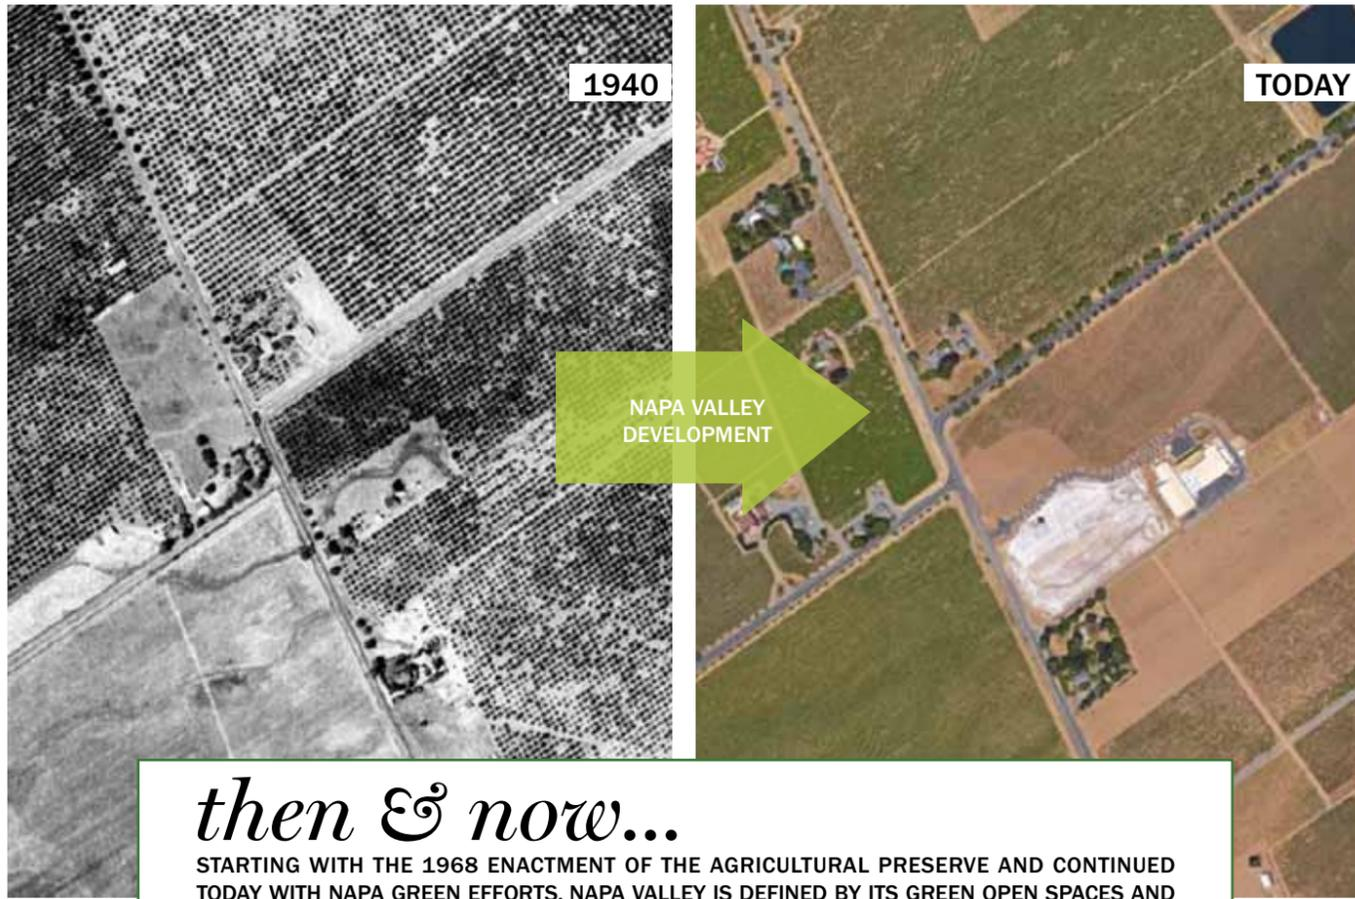 1940
TODAY
NAPA VALLEY
DEVELOPMENT
then & now...
STARTING WITH THE 1968 ENACTMENT OF THE AGRICULTURAL PRESERVE AND CONTINUED
TODAY WITH NAPA GREEN EFFORTS, NAPA VALLEY IS DEFINED BY ITS GREEN OPEN SPACES AND